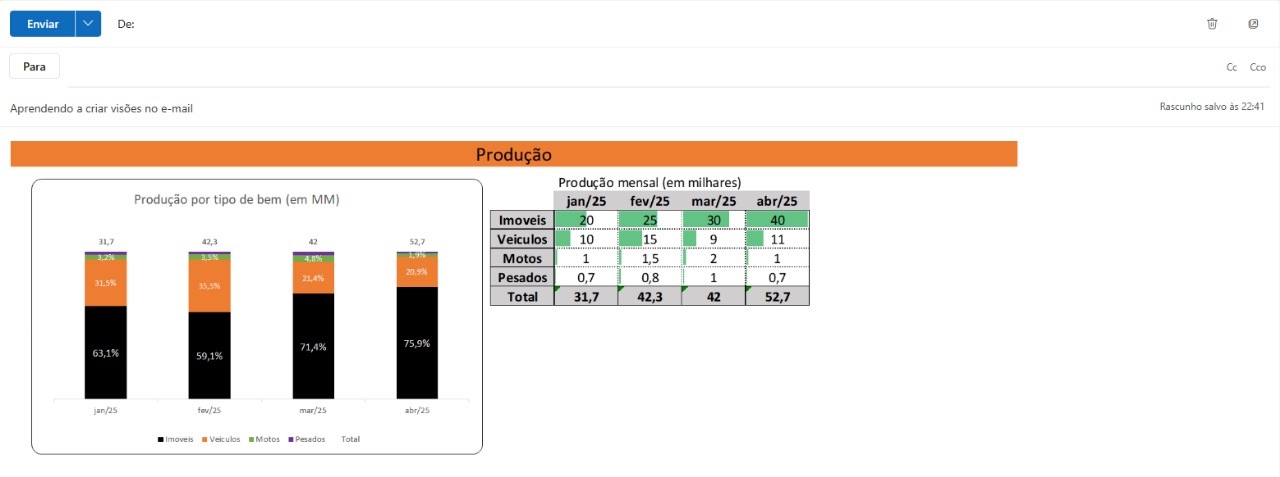 Enviar De:
Para Cc Cco
Aprendendo a criar visões no e-mail Rascunho salvo às 22:41
Produção
Produção por tipo de bem (em MM)
31,7 42,3 42 52,7
3,2% 3,5% 4,8% 1,9%
31,5% 35,5% 21,4% 20,9%
63,1% 59,1% 71,4% 75,9%
jan/25 fev/25 mar/25 abr/25
Imoveis Veiculos Motos Pesados Total
Produção mensal (em milhares)
jan/25 fev/25 mar/25 abr/25
Imoveis 20 25 30 40
Veiculos 10 15 9 11
Motos 1 1,5 2 1
Pesados 0,7 0,8 1 0,7
Total 31,7 42,3 42 52,7